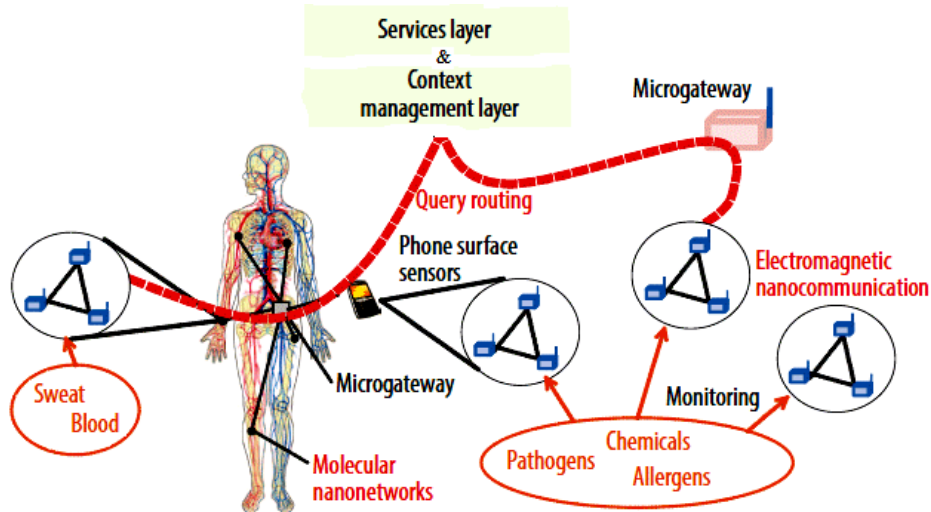 Services layer
&
Context
management layer
Microgateway
Query routing
Phone surface
sensors
Electromagnetic
nanocommunication
Sweat
Blood
Microgateway
Monitoring
Molecular
nanonetworks
Pathogens
Chemicals
Allergens